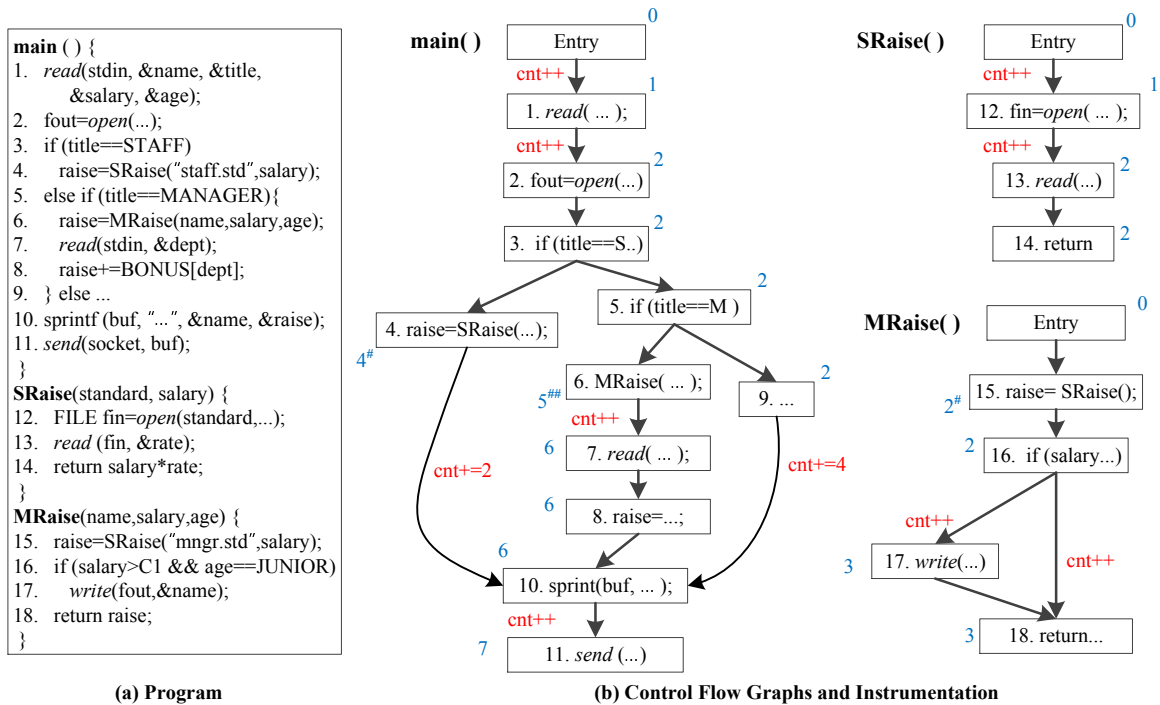 main ( ) {
1. read(stdin, &name, &title,
&salary, &age);
2. fout=open(...);
3. if (title==STAFF)
4. raise=SRaise("staff.std",salary);
5. else if (title==MANAGER){
6. raise=MRaise(name,salary,age);
7. read(stdin, &dept);
8. raise+=BONUS[dept];
9. } else ...
10. sprintf (buf, "...", &name, &raise);
11. send(socket, buf);
}
SRaise(standard, salary) {
12. FILE fin=open(standard,...);
13. read (fin, &rate);
14. return salary*rate;
}
MRaise(name,salary,age) {
15. raise=SRaise("mngr.std",salary);
16. if (salary>C1 && age==JUNIOR)
17. write(fout,&name);
18. return raise;
}
(a) Program
main( )
0
Entry
cnt++
1
1. read( ... );
cnt++
2
2. fout=open(...)
2
3. if (title==S..)
2
5. if (title==M )
4. raise=SRaise(...);
4#
6. MRaise( ... );
5##
2
9. ...
cnt++
6
7. read( ... );
cnt+=2
cnt+=4
6
8. raise=...;
6
10. sprint(buf, ... );
cnt++
7
11. send (...)
SRaise( )
0
Entry
cnt++
1
12. fin=open( ... );
cnt++
2
13. read(...)
2
14. return
MRaise( )
0
Entry
15. raise= SRaise();
2#
2
16. if (salary...)
cnt++
cnt++
3
17. write(...)
3
18. return...
(b) Control Flow Graphs and Instrumentation